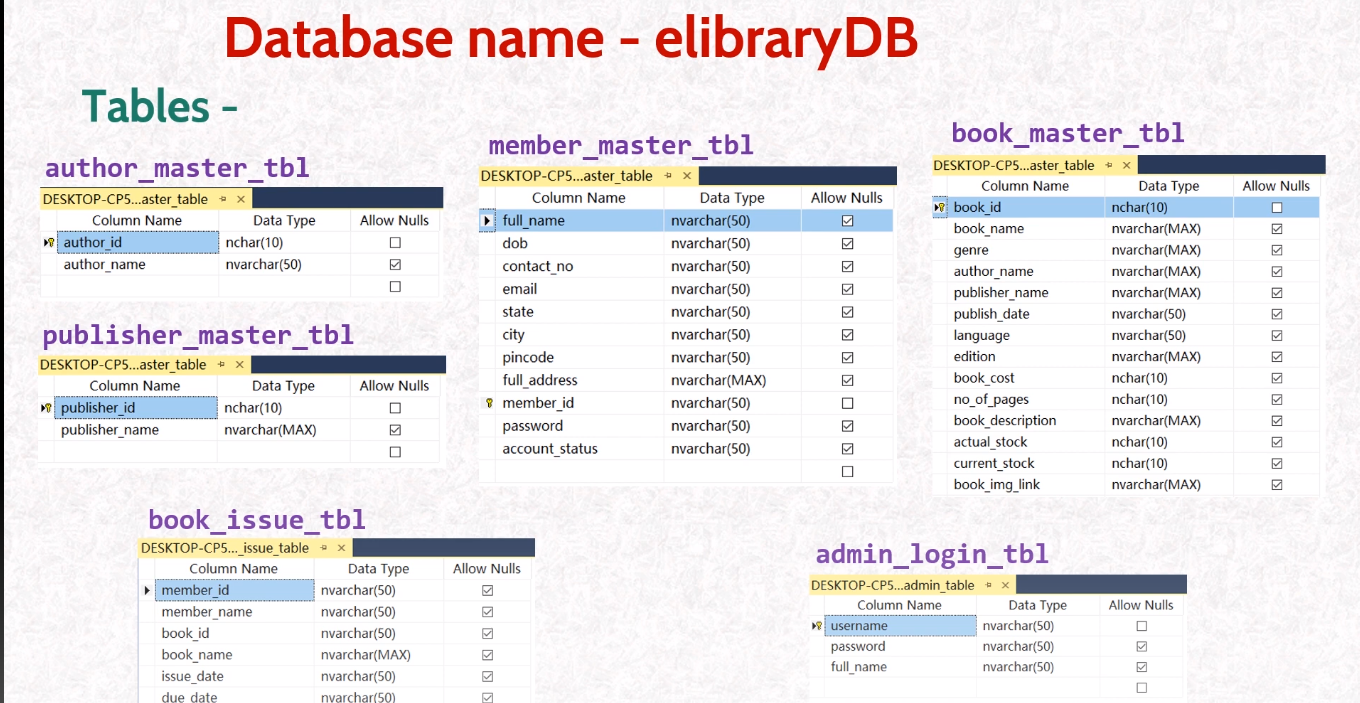 Database name - elibraryDB
Tables -
author_master_tbl
DESKTOP-CP5...aster_table
Column Name Data Type Allow Nulls
author_id nchar(10)
author_name nvarchar(50)
publisher_master_tbl
DESKTOP-CP5...aster_table
Column Name Data Type Allow Nulls
publisher_id nchar(10)
publisher_name nvarchar(MAX)
member_master_tbl
DESKTOP-CP5...aster_table
Column Name Data Type Allow Nulls
full_name nvarchar(50)
dob nvarchar(50)
contact_no nvarchar(50)
email nvarchar(50)
state nvarchar(50)
city nvarchar(50)
pincode nvarchar(50)
full_address nvarchar(MAX)
member_id nvarchar(50)
password nvarchar(50)
account_status nvarchar(50)
book_master_tbl
DESKTOP-CP5...aster_table
Column Name Data Type Allow Nulls
book_id nchar(10)
book_name nvarchar(MAX)
genre nvarchar(MAX)
author_name nvarchar(MAX)
publisher_name nvarchar(MAX)
publish_date nvarchar(50)
language nvarchar(50)
edition nvarchar(MAX)
book_cost nchar(10)
no_of_pages nchar(10)
book_description nvarchar(MAX)
actual_stock nchar(10)
current_stock nchar(10)
book_img_link nvarchar(MAX)
book_issue_tbl
DESKTOP-CP5..._issue_table
Column Name Data Type Allow Nulls
member_id nvarchar(50)
member_name nvarchar(50)
book_id nvarchar(50)
book_name nvarchar(MAX)
issue_date nvarchar(50)
due_date nvarchar(50)
admin_login_tbl
DESKTOP-CP5...admin_table
Column Name Data Type Allow Nulls
username nvarchar(50)
password nvarchar(50)
full_name nvarchar(50)